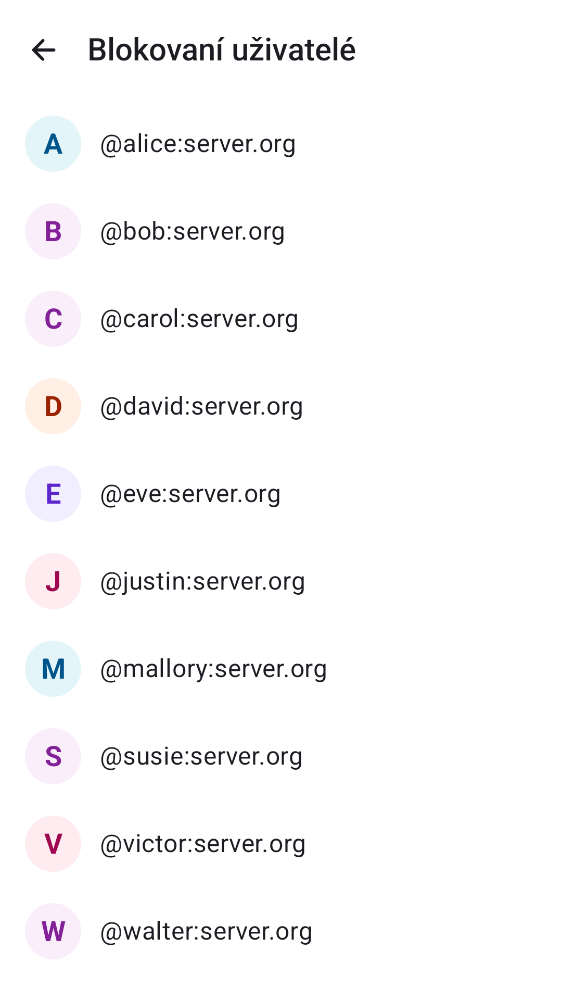 Blokovaní uživatelé
A @alice:server.org
B @bob:server.org
C @carol:server.org
D @david:server.org
E @eve:server.org
J @justin:server.org
M @mallory:server.org
S @susie:server.org
V @victor:server.org
W @walter:server.org